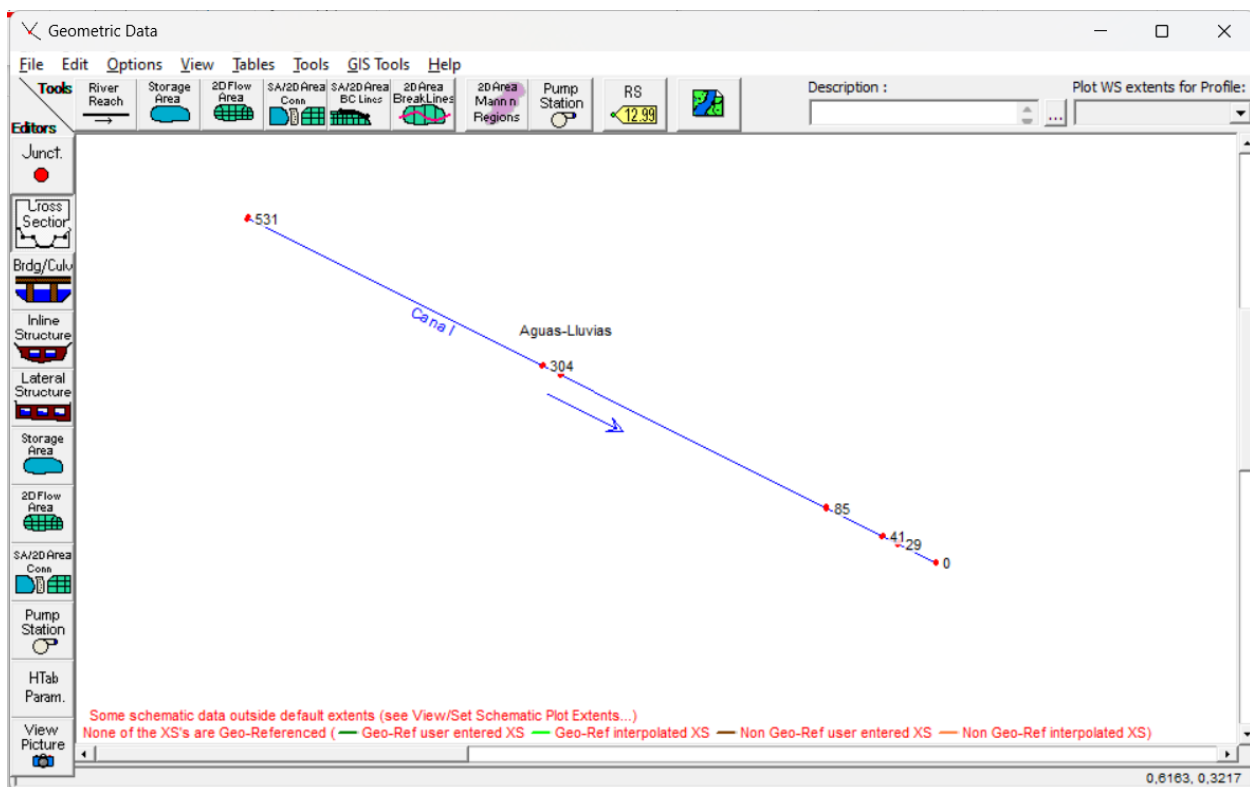 Geometric Data
File Edit Options View Tables Tools GIS Tools Help
Tools
Editors
River
Reach
Storage
Area
2D Flow
Area
SA/2D Area
Conn
SA/2D Area
BC Lines
2D Area
BreakLines
2D Area
Mann n
Regions
Pump
Station
RS
12.99
Description :
...
Plot WS extents for Profile:
Junct.
Cross
Section
Brdg/Culv
Inline
Structure
Lateral
Structure
Storage
Area
2D Flow
Area
SA/2D Area
Conn
Pump
Station
HTab
Param.
View
Picture
531
Canal
Aguas-Lluvias
304
85
41
29
0
Some schematic data outside default extents (see View/Set Schematic Plot Extents...)
None of the XS's are Geo-Referenced ( Geo-Ref user entered XS Geo-Ref interpolated XS Non Geo-Ref user entered XS Non Geo-Ref interpolated XS)
0,6163, 0,3217